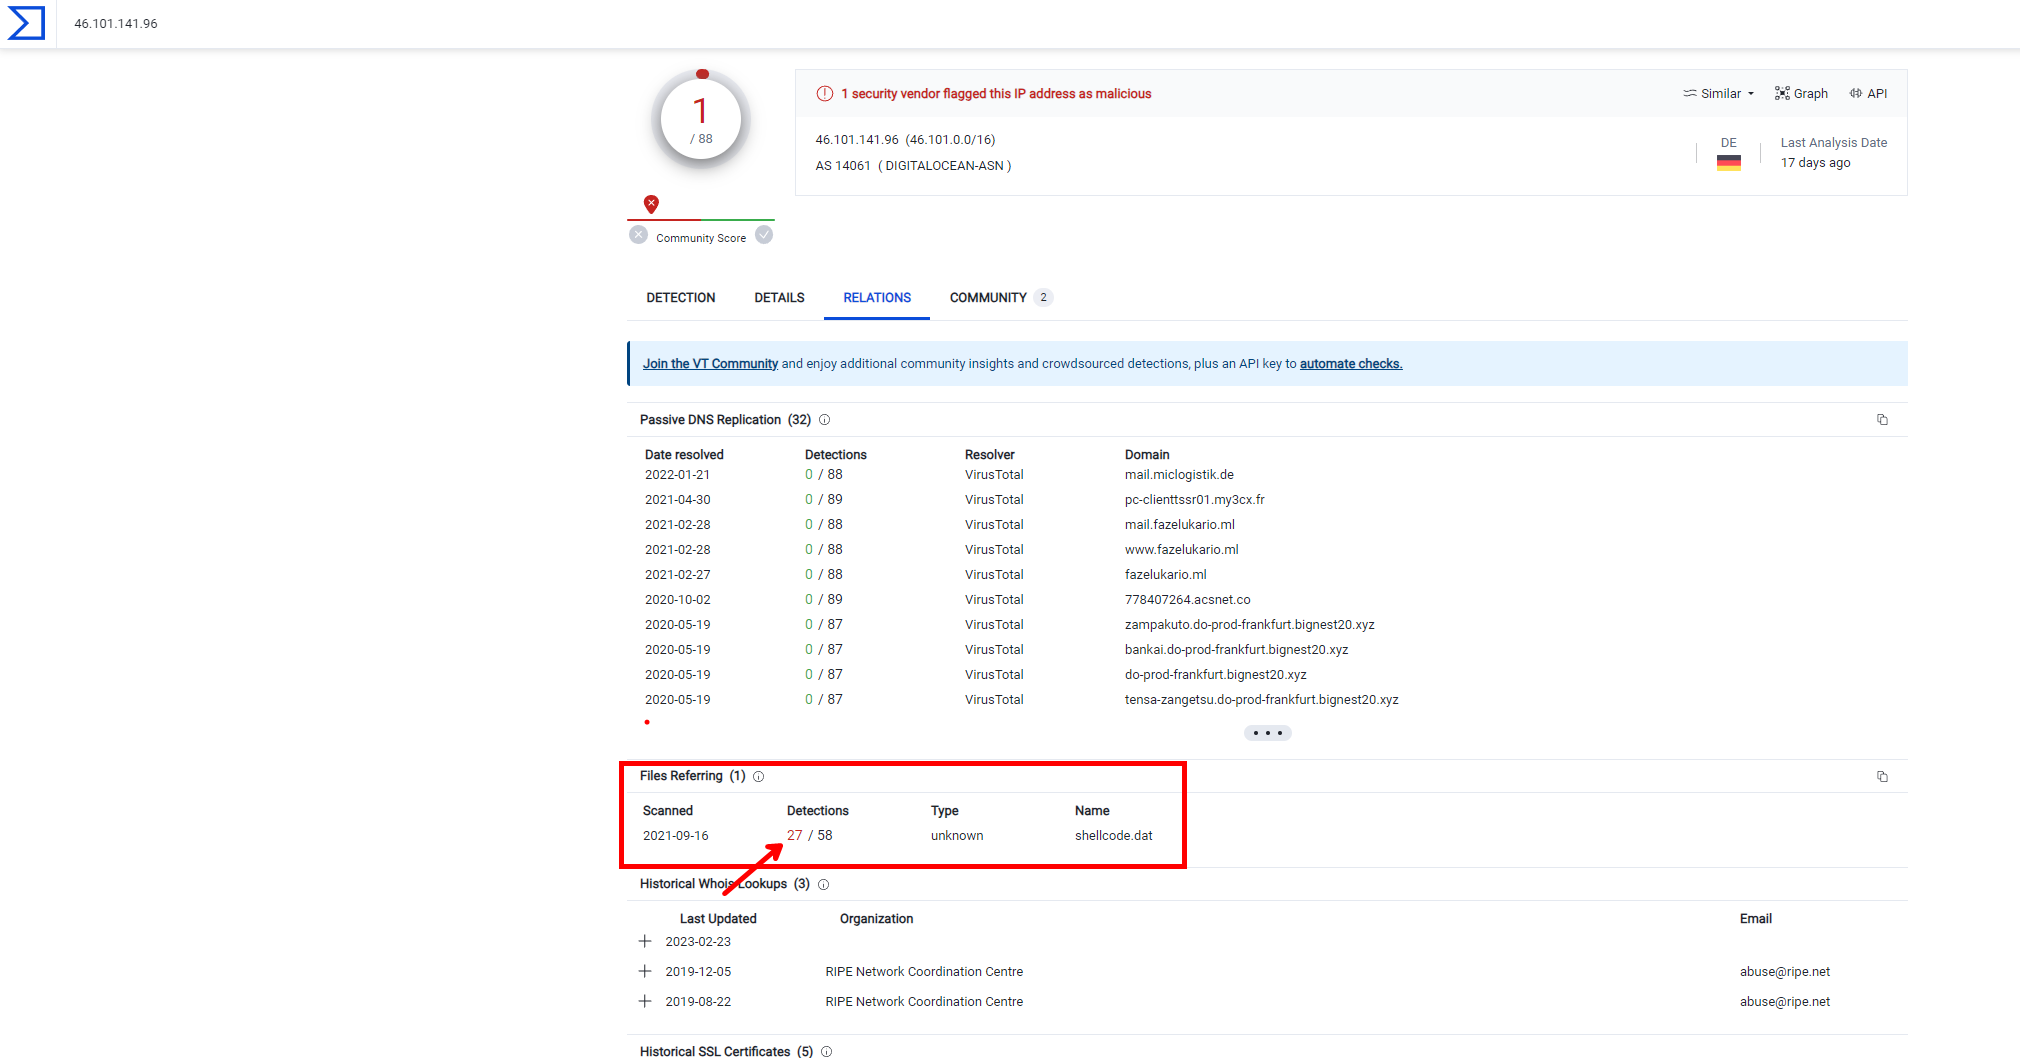 46.101.141.96
1
/ 88
1 security vendor flagged this IP address as malicious
Similar
Graph
API
46.101.141.96 (46.101.0.0/16)
AS 14061 ( DIGITALOCEAN-ASN )
DE
Last Analysis Date
17 days ago
Community Score
DETECTION DETAILS RELATIONS COMMUNITY 2
Join the VT Community and enjoy additional community insights and crowdsourced detections, plus an API key to automate checks.
Passive DNS Replication (32)
Date resolved Detections Resolver Domain
2022-01-21 0 / 88 VirusTotal mail.miclogistik.de
2021-04-30 0 / 89 VirusTotal pc-clienttssr01.my3cx.fr
2021-02-28 0 / 88 VirusTotal mail.fazelukario.ml
2021-02-28 0 / 88 VirusTotal www.fazelukario.ml
2021-02-27 0 / 88 VirusTotal fazelukario.ml
2020-10-02 0 / 89 VirusTotal 778407264.acsnet.co
2020-05-19 0 / 87 VirusTotal zampakuto.do-prod-frankfurt.bignest20.xyz
2020-05-19 0 / 87 VirusTotal bankai.do-prod-frankfurt.bignest20.xyz
2020-05-19 0 / 87 VirusTotal do-prod-frankfurt.bignest20.xyz
2020-05-19 0 / 87 VirusTotal tensa-zangetsu.do-prod-frankfurt.bignest20.xyz
Files Referring (1)
Scanned Detections Type Name
2021-09-16 27 / 58 unknown shellcode.dat
Historical Whois Lookups (3)
Last Updated Organization Email
2023-02-23
2019-12-05 RIPE Network Coordination Centre abuse@ripe.net
2019-08-22 RIPE Network Coordination Centre abuse@ripe.net
Historical SSL Certificates (5)